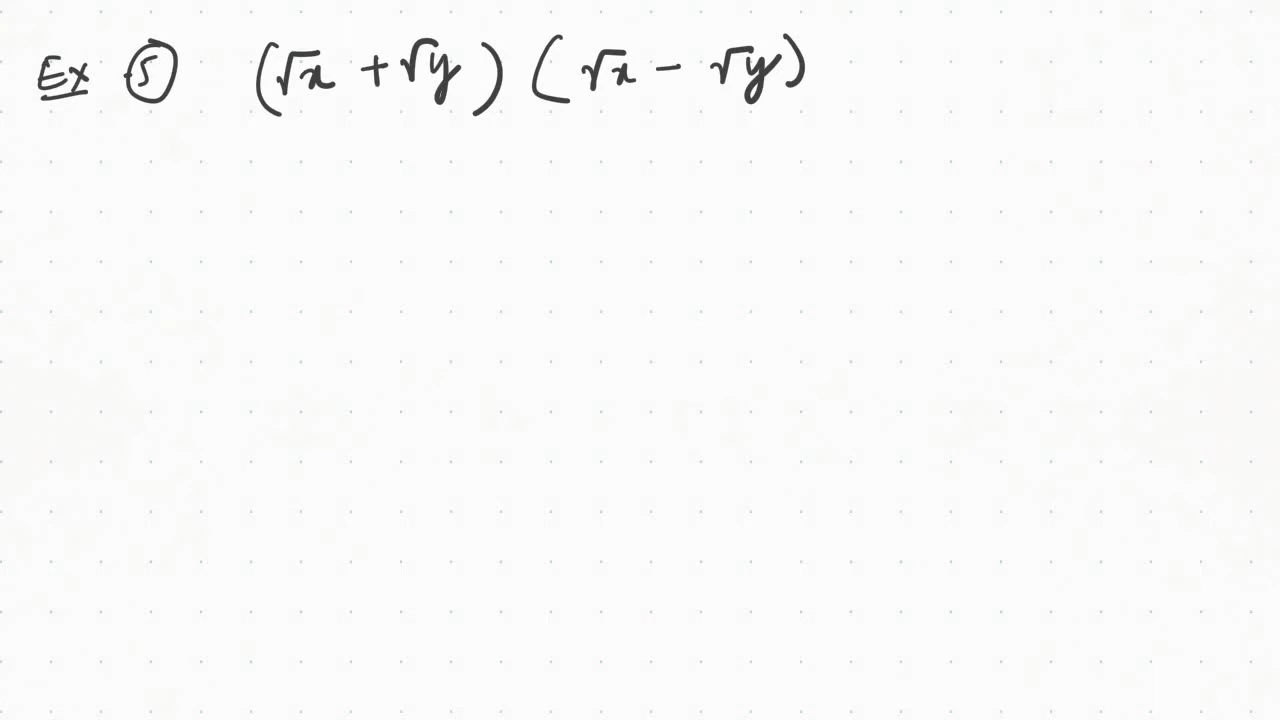 Ex ⑤ (√x + √y) (√x - √y)